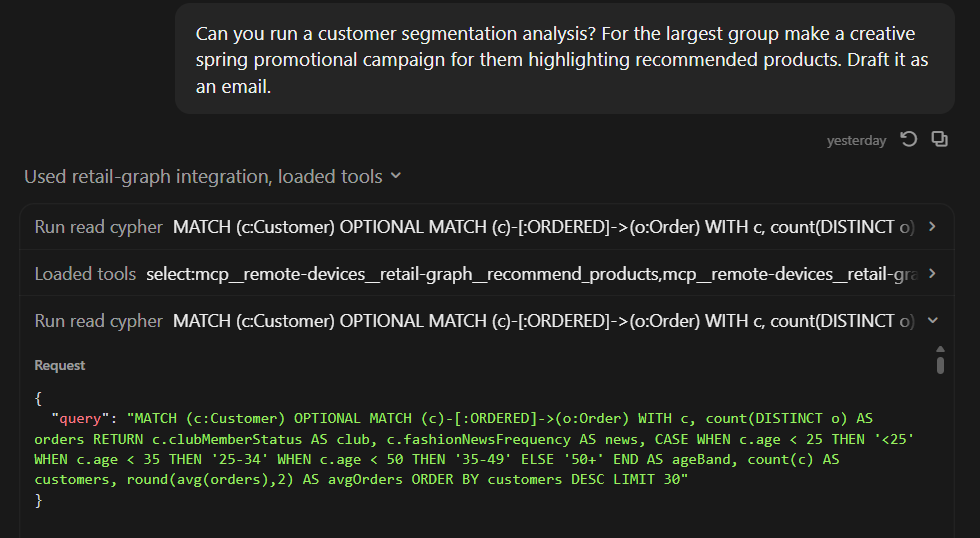 Can you run a customer segmentation analysis? For the largest group make a creative
spring promotional campaign for them highlighting recommended products. Draft it as
an email.
yesterday
Used retail-graph integration, loaded tools
Run read cypher MATCH (c:Customer) OPTIONAL MATCH (c)-[:ORDERED]->(o:Order) WITH c, count(DISTINCT o)
Loaded tools select:mcp__remote-devices__retail-graph__recommend_products,mcp__remote-devices__retail-gra
Run read cypher MATCH (c:Customer) OPTIONAL MATCH (c)-[:ORDERED]->(o:Order) WITH c, count(DISTINCT o)
Request
{
"query": "MATCH (c:Customer) OPTIONAL MATCH (c)-[:ORDERED]->(o:Order) WITH c, count(DISTINCT o) AS
orders RETURN c.clubMemberStatus AS club, c.fashionNewsFrequency AS news, CASE WHEN c.age < 25 THEN '<25'
WHEN c.age < 35 THEN '25-34' WHEN c.age < 50 THEN '35-49' ELSE '50+' END AS ageBand, count(c) AS
customers, round(avg(orders),2) AS avgOrders ORDER BY customers DESC LIMIT 30"
}